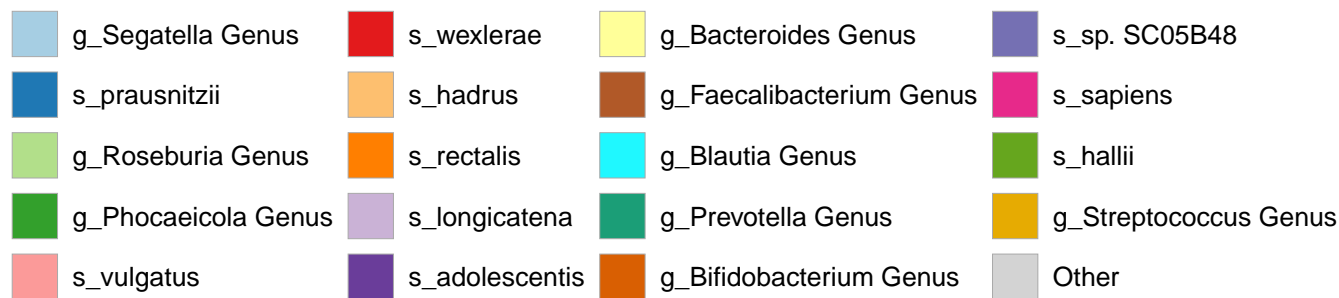 g_Segatella Genus
s_prausnitzii
g_Roseburia Genus
g_Phocaeicola Genus
s_vulgatus
s_wexlerae
s_hadrus
s_rectalis
s_longicatena
s_adolescentis
g_Bacteroides Genus
g_Faecalibacterium Genus
g_Blautia Genus
g_Prevotella Genus
g_Bifidobacterium Genus
s_sp. SC05B48
s_sapiens
s_hallii
g_Streptococcus Genus
Other